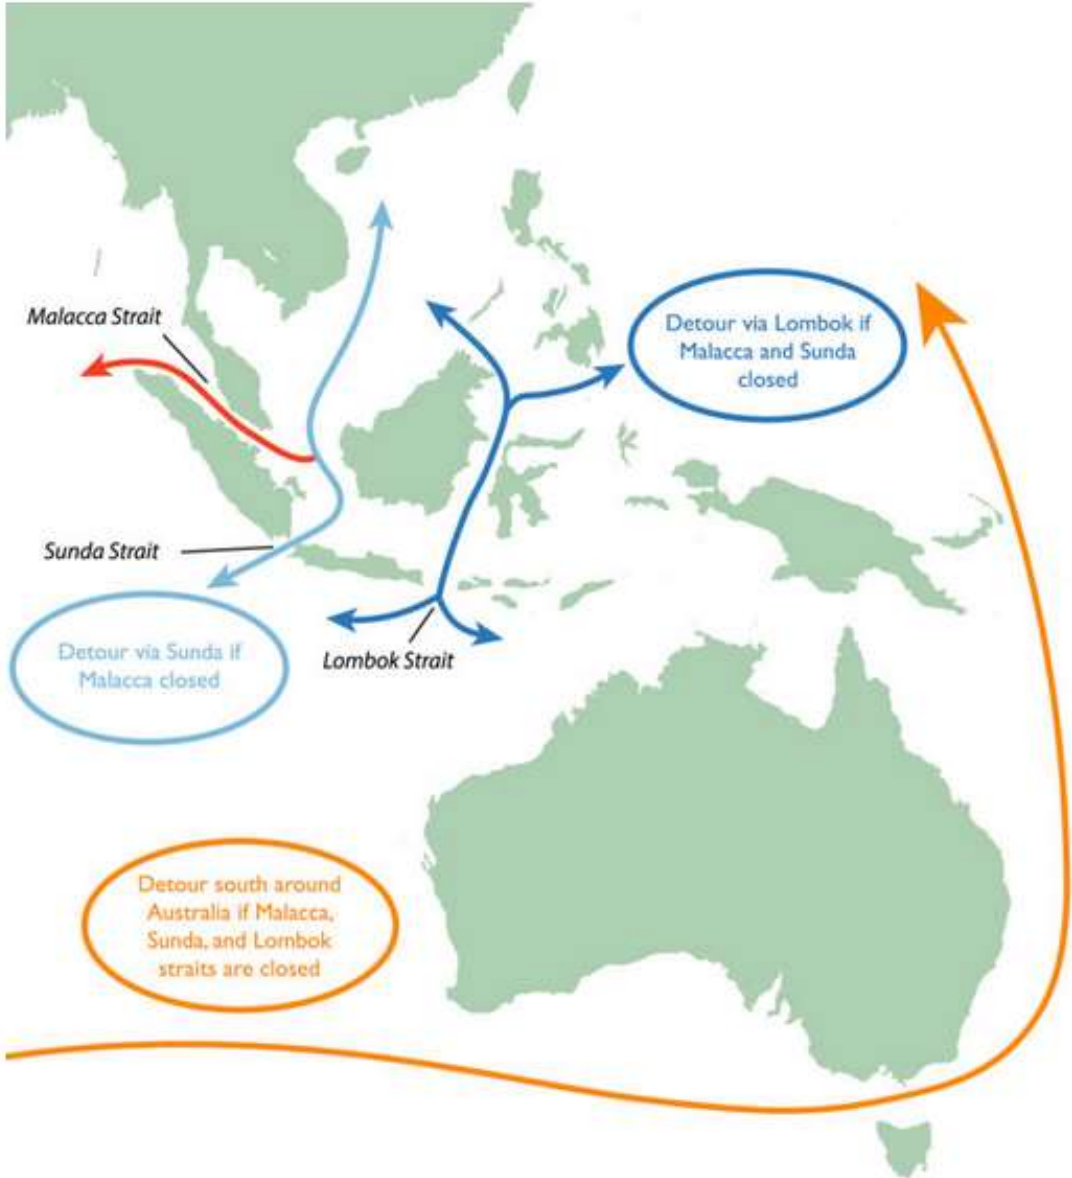 Malacca Strait
Detour via Lombok if
Malacca and Sunda
closed
Sunda Strait
Detour via Sunda if
Malacca closed
Lombok Strait
Detour south around
Australia if Malacca,
Sunda, and Lombok
straits are closed